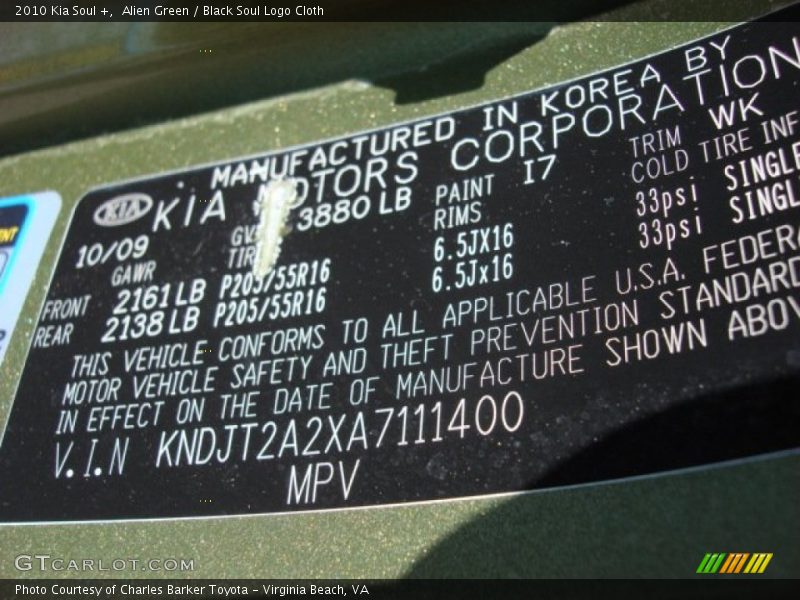 2010 Kia Soul +, Alien Green / Black Soul Logo Cloth
MANUFACTURED IN KOREA BY
KIA KIA MOTORS CORPORATION
10/09 3880 LB PAINT I7 TRIM WK
GAWR RIMS COLD TIRE INF
FRONT 2161 LB P205/55R16 6.5JX16 33psi SINGLE
REAR 2138 LB P205/55R16 6.5Jx16 33psi SINGL
THIS VEHICLE CONFORMS TO ALL APPLICABLE U.S.A. FEDERA
MOTOR VEHICLE SAFETY AND THEFT PREVENTION STANDARD
IN EFFECT ON THE DATE OF MANUFACTURE SHOWN ABOV
V.I.N KNDJT2A2XA7111400
MPV
GTCARLOT.COM
Photo Courtesy of Charles Barker Toyota - Virginia Beach, VA